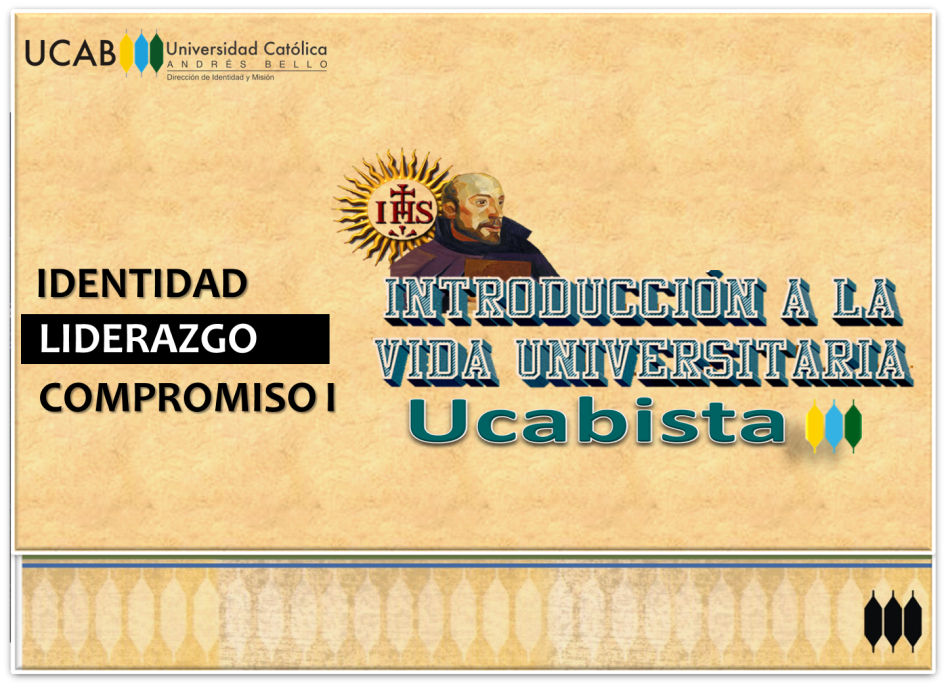 UCAB
Universidad Católica
ANDRÉS BELLO
Dirección de Identidad y Misión
IHS
IDENTIDAD
LIDERAZGO
COMPROMISO I
INTRODUCCIÓN A LA
VIDA UNIVERSITARIA
Ucabista